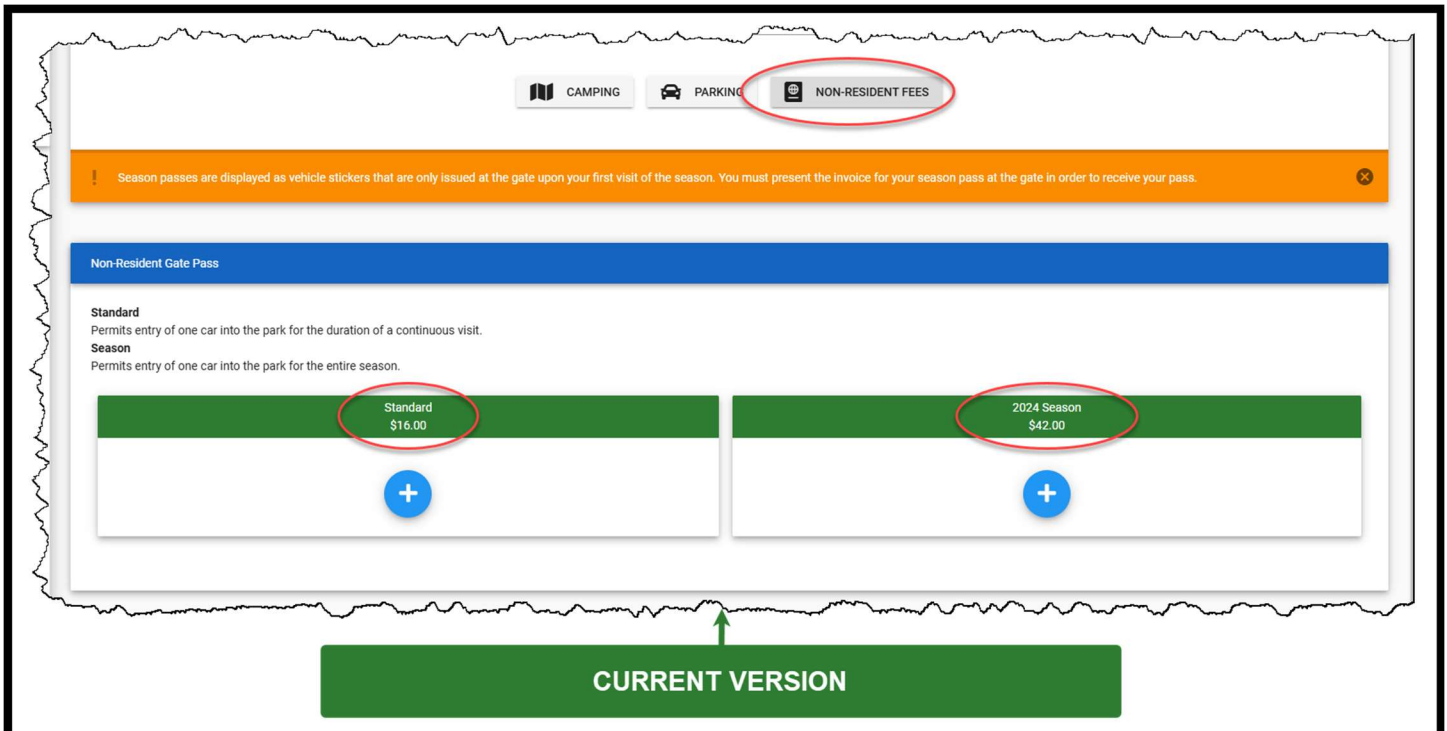 CAMPING PARKING NON-RESIDENT FEES
Season passes are displayed as vehicle stickers that are only issued at the gate upon your first visit of the season. You must present the invoice for your season pass at the gate in order to receive your pass.
Non-Resident Gate Pass
Standard
Permits entry of one car into the park for the duration of a continuous visit.
Season
Permits entry of one car into the park for the entire season.
Standard
$16.00
2024 Season
$42.00
CURRENT VERSION